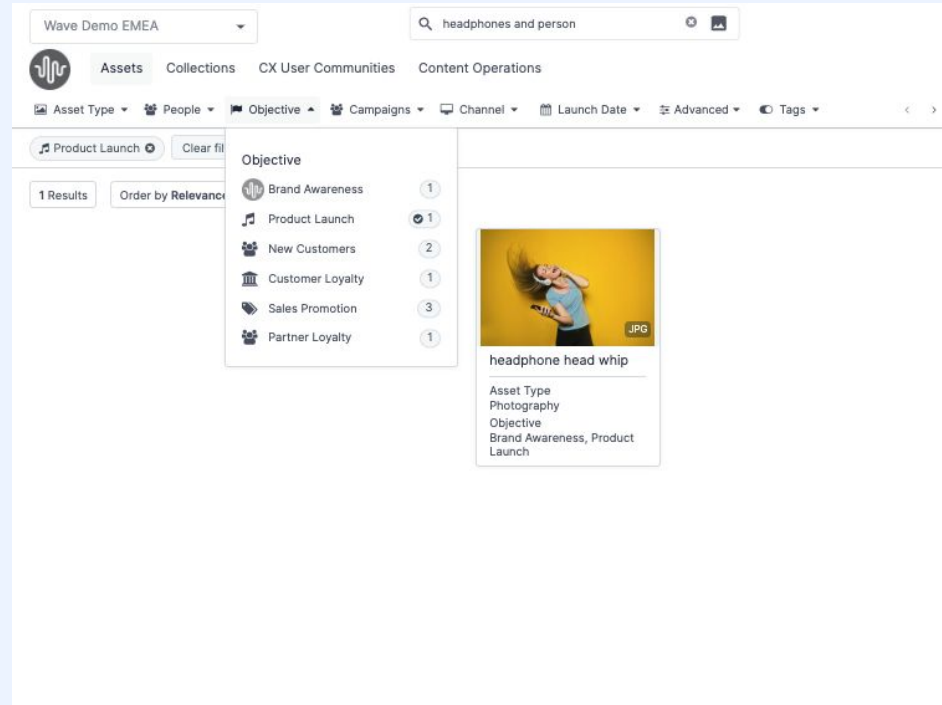 Wave Demo EMEA
headphones and person
Assets Collections CX User Communities Content Operations
Asset Type People Objective Campaigns Channel Launch Date Advanced Tags
Product Launch Clear fil
1 Results Order by Relevance
Objective
Brand Awareness 1
Product Launch 1
New Customers 2
Customer Loyalty 1
Sales Promotion 3
Partner Loyalty 1
JPG
headphone head whip
Asset Type
Photography
Objective
Brand Awareness, Product
Launch